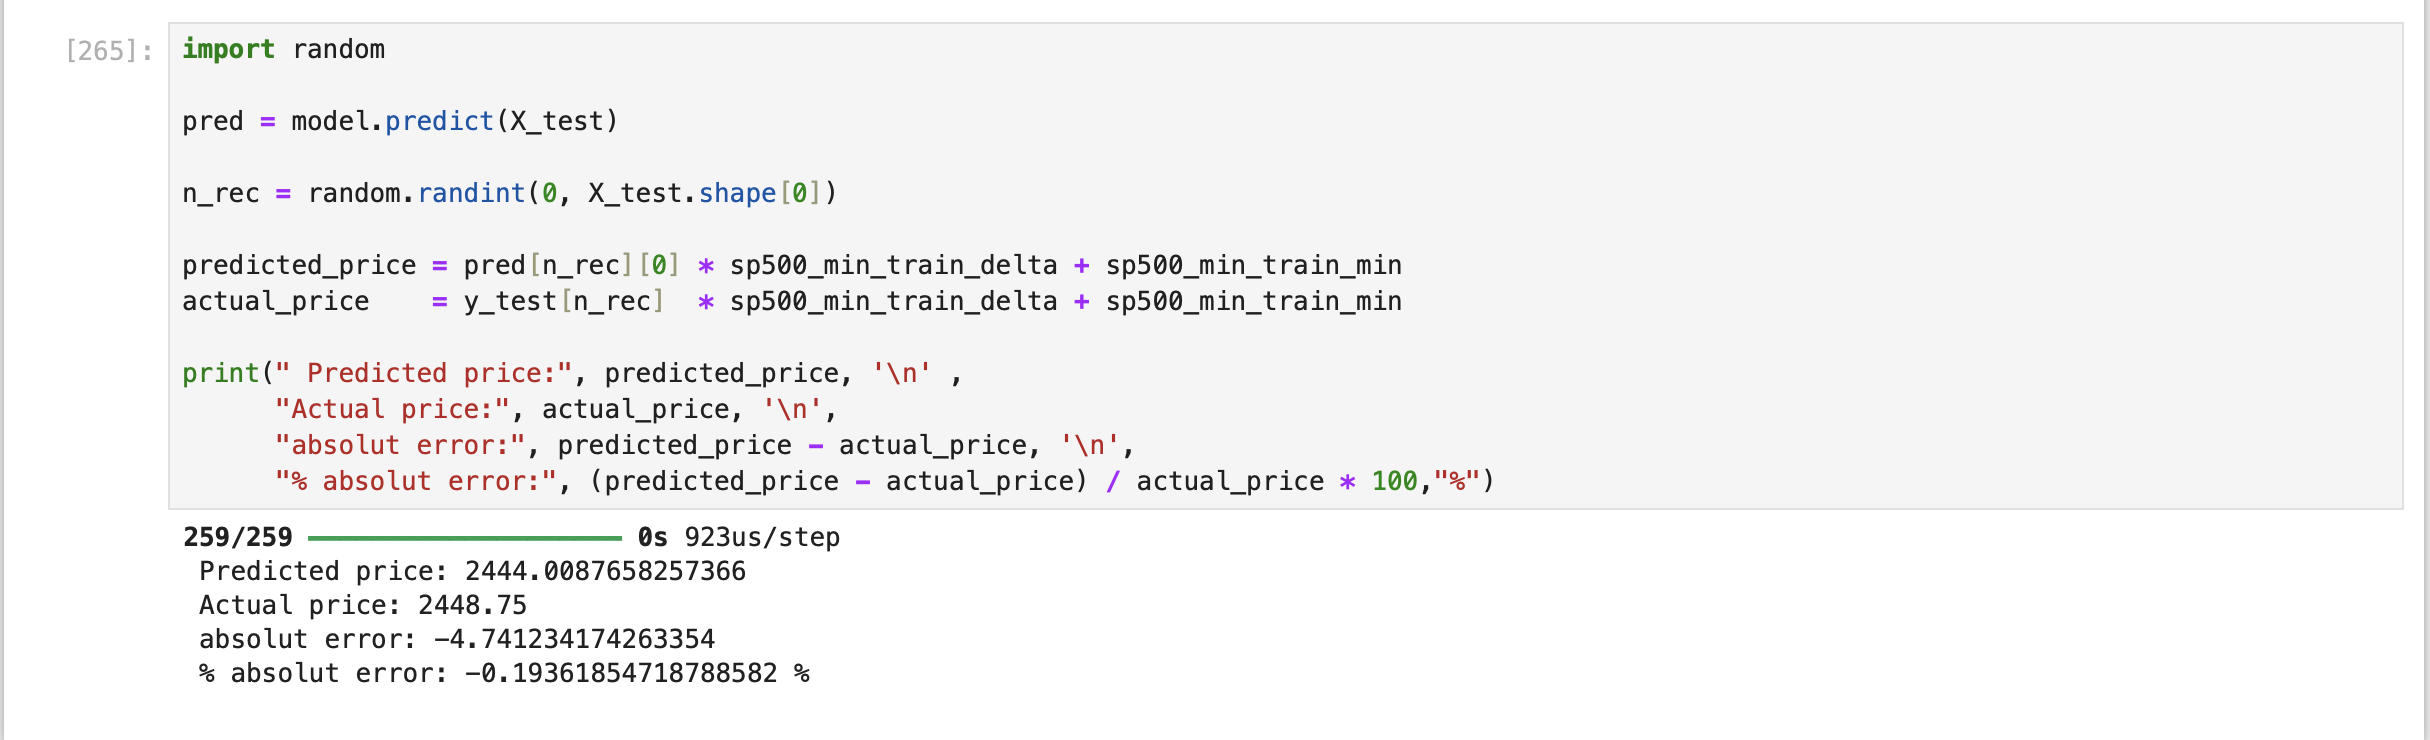 [265]:
import random
pred = model.predict(X_test)
n_rec = random.randint(0, X_test.shape[0])
predicted_price = pred[n_rec][0] * sp500_min_train_delta + sp500_min_train_min
actual_price    = y_test[n_rec]  * sp500_min_train_delta + sp500_min_train_min
print(" Predicted price:", predicted_price, '\n' ,
      "Actual price:", actual_price, '\n',
      "absolut error:", predicted_price - actual_price, '\n',
      "% absolut error:", (predicted_price - actual_price) / actual_price * 100,"%")
259/259 ━━━━━━━━━━━━━━━━━━━━ 0s 923us/step
 Predicted price: 2444.0087658257366
 Actual price: 2448.75
 absolut error: -4.741234174263354
 % absolut error: -0.19361854718788582 %